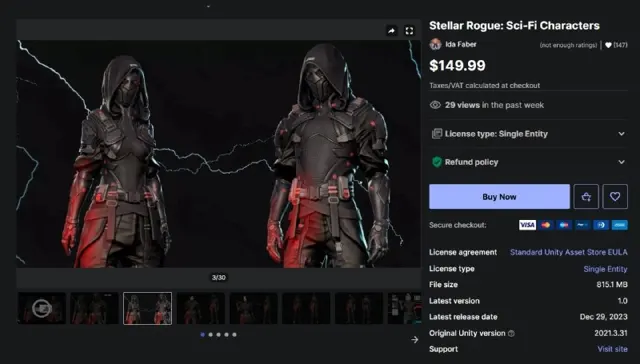 Stellar Rogue: Sci-Fi Characters
Ida Faber
(not enough ratings) | (147)
$149.99
Taxes/VAT calculated at checkout
29 views in the past week
License type: Single Entity
Refund policy
Buy Now
Secure checkout:
VISA
3/30
License agreement Standard Unity Asset Store EULA
License type Single Entity
File size 815.1 MB
Latest version 1.0
Latest release date Dec 29, 2023
Original Unity version 2021.3.31
Support Visit site